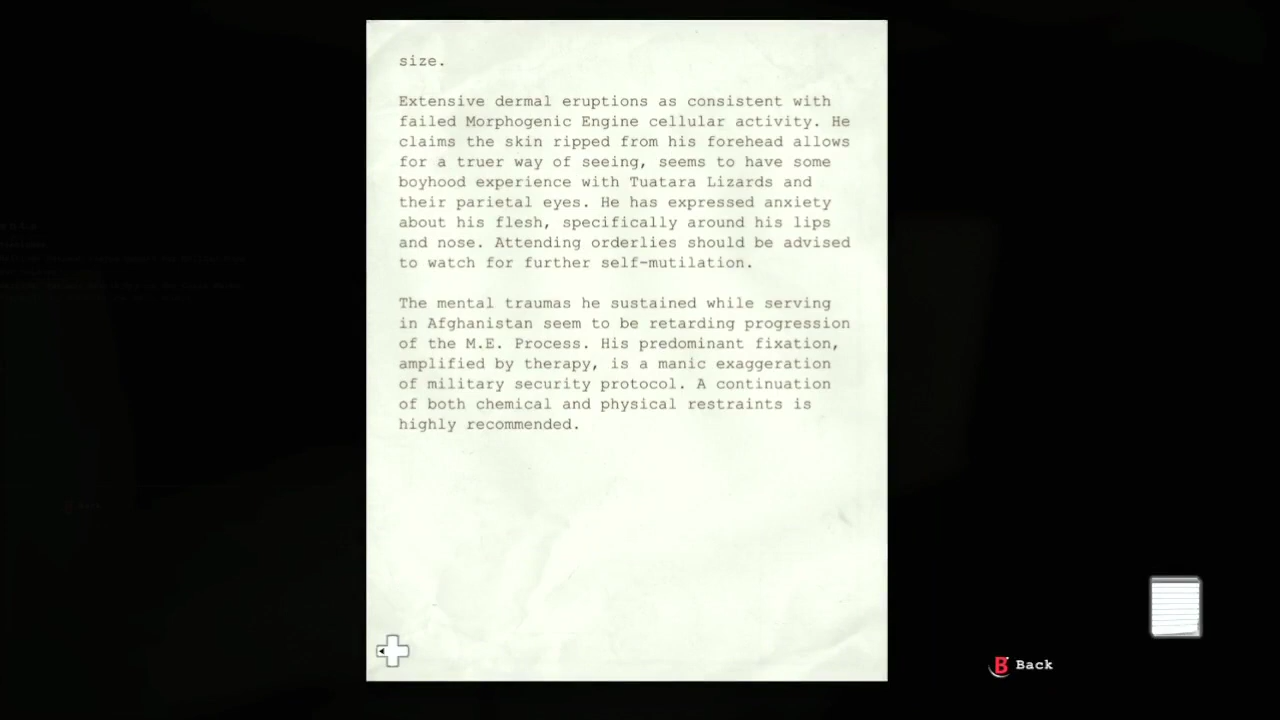 size.
Extensive dermal eruptions as consistent with
failed Morphogenic Engine cellular activity. He
claims the skin ripped from his forehead allows
for a truer way of seeing, seems to have some
boyhood experience with Tuatara Lizards and
their parietal eyes. He has expressed anxiety
about his flesh, specifically around his lips
and nose. Attending orderlies should be advised
to watch for further self-mutilation.
The mental traumas he sustained while serving
in Afghanistan seem to be retarding progression
of the M.E. Process. His predominant fixation,
amplified by therapy, is a manic exaggeration
of military security protocol. A continuation
of both chemical and physical restraints is
highly recommended.
B Back